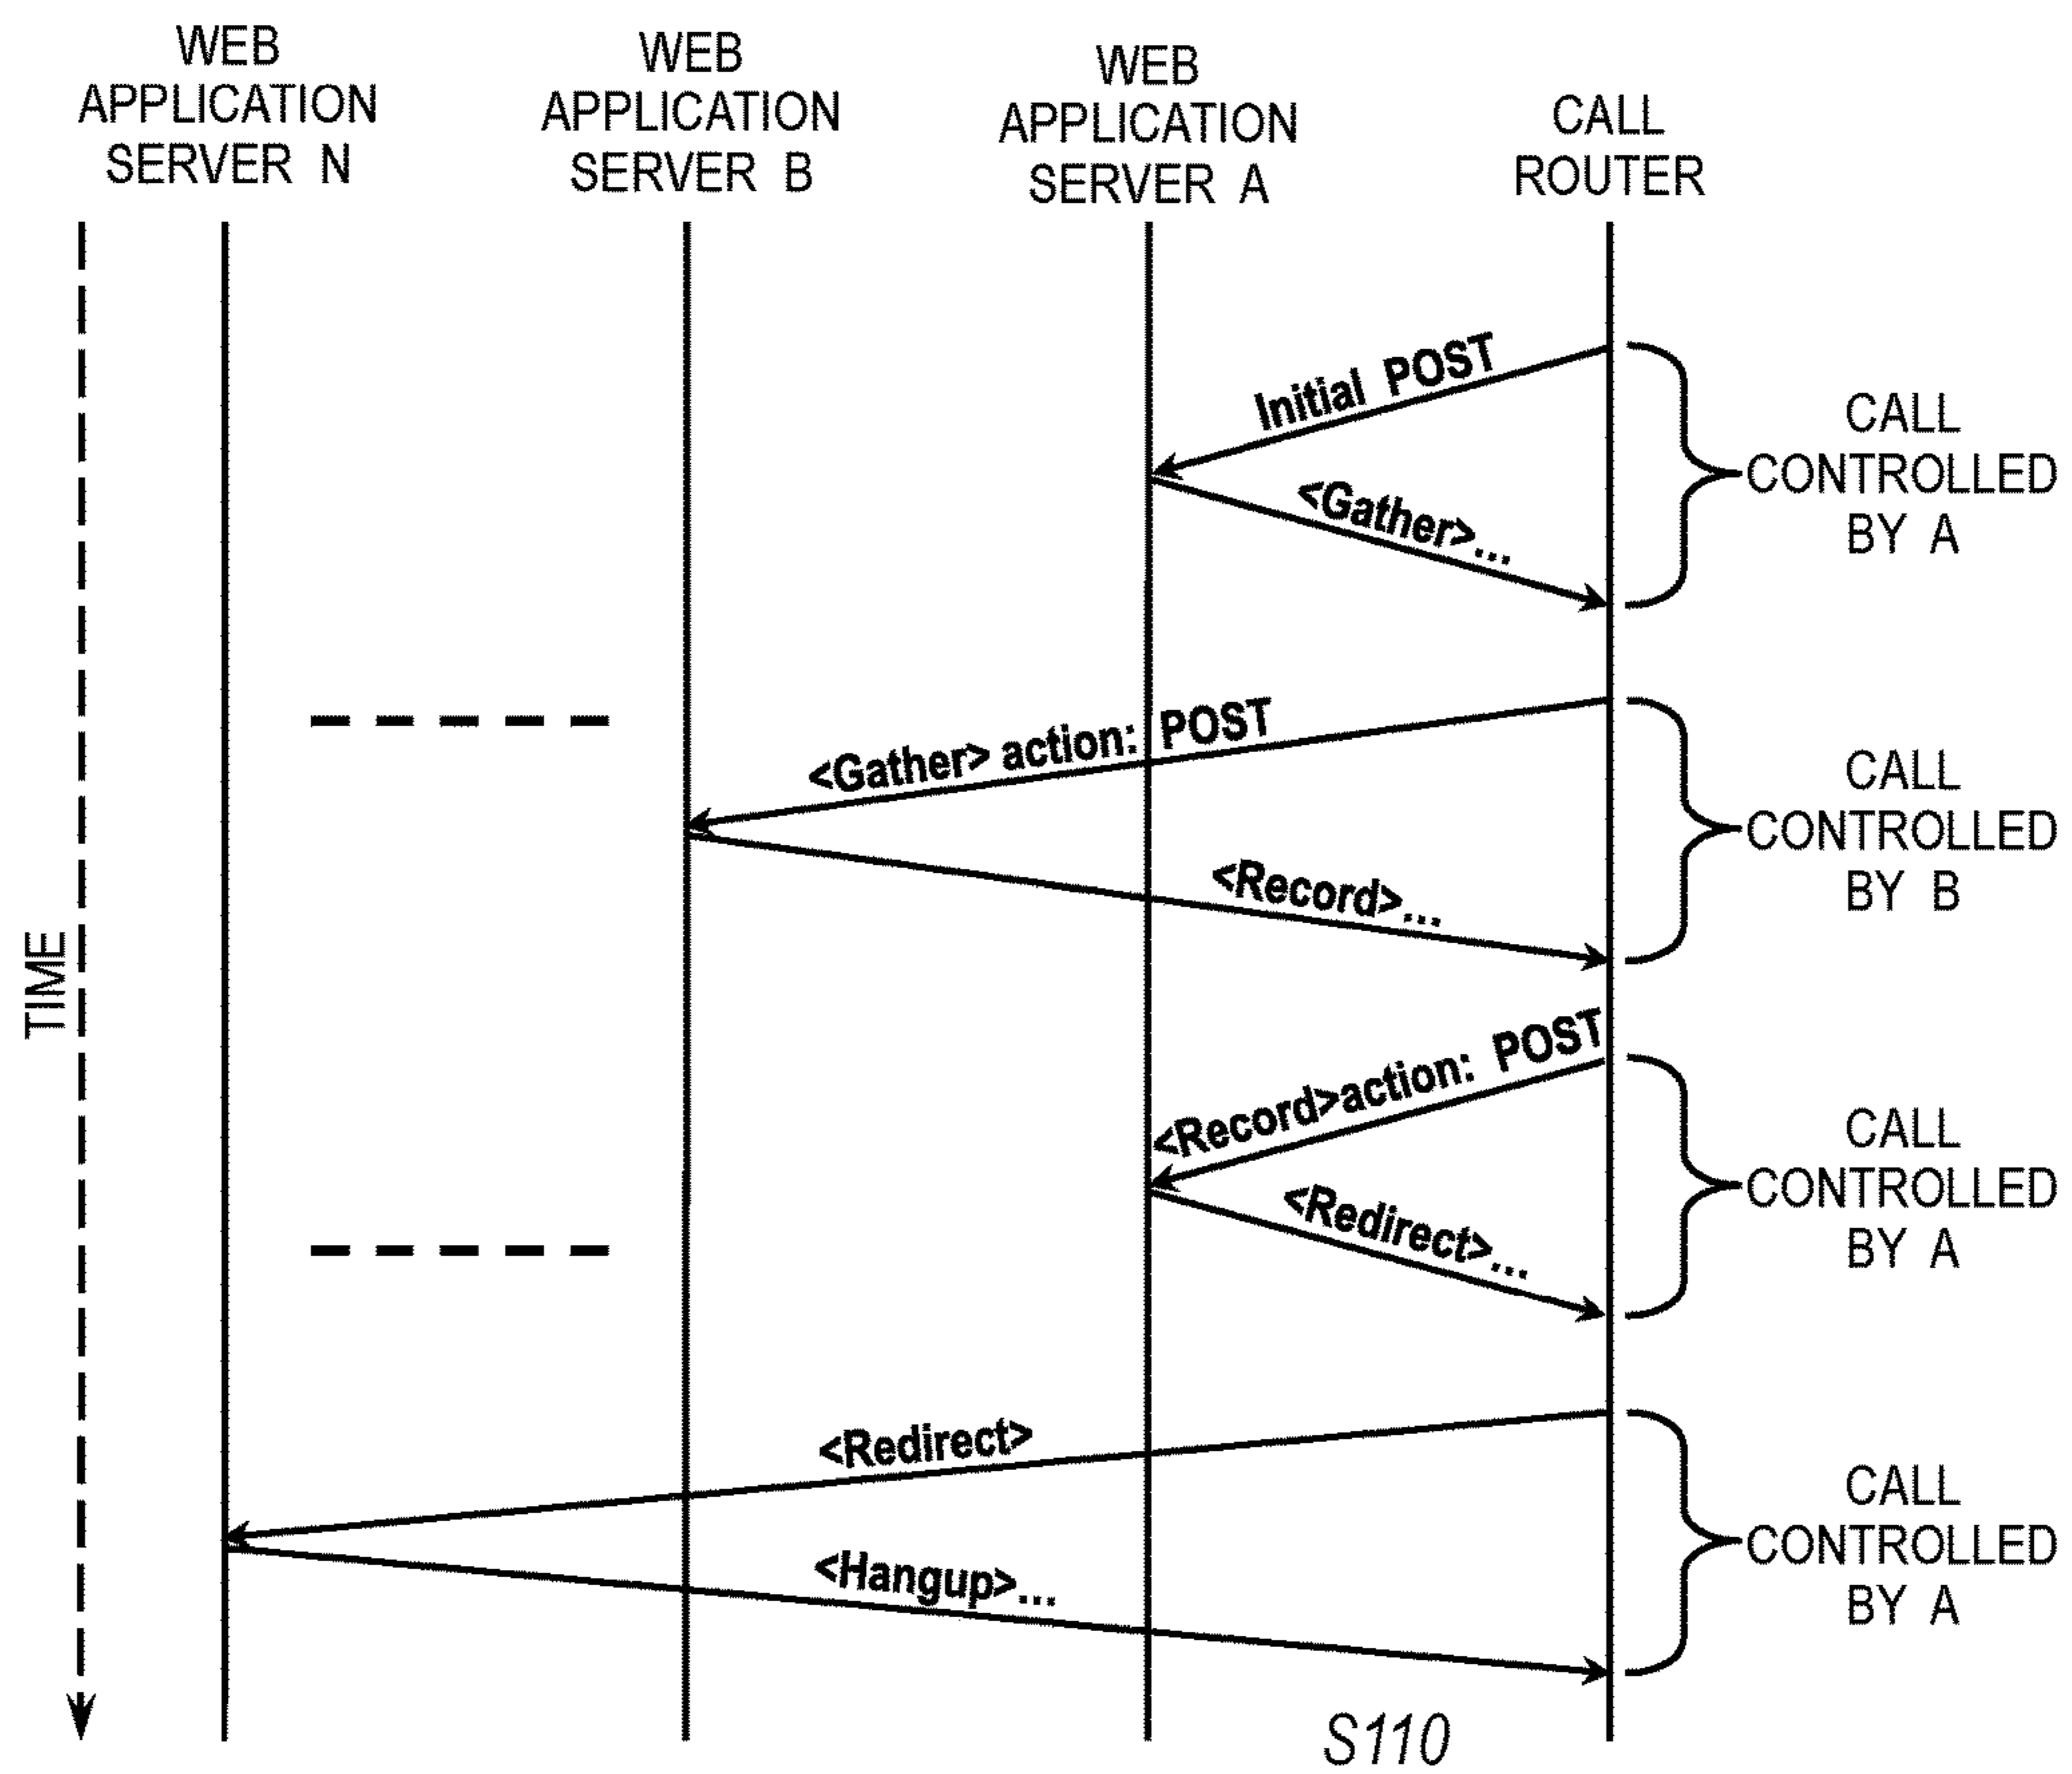 WEB
APPLICATION
SERVER N
WEB
APPLICATION
SERVER B
WEB
APPLICATION
SERVER A
CALL
ROUTER
Initial POST
<Gather>...
CALL
CONTROLLED
BY A
<Gather> action: POST
<Record>...
CALL
CONTROLLED
BY B
TIME
<Record>action: POST
<Redirect>...
CALL
CONTROLLED
BY A
<Redirect>
<Hangup>...
CALL
CONTROLLED
BY A
S110